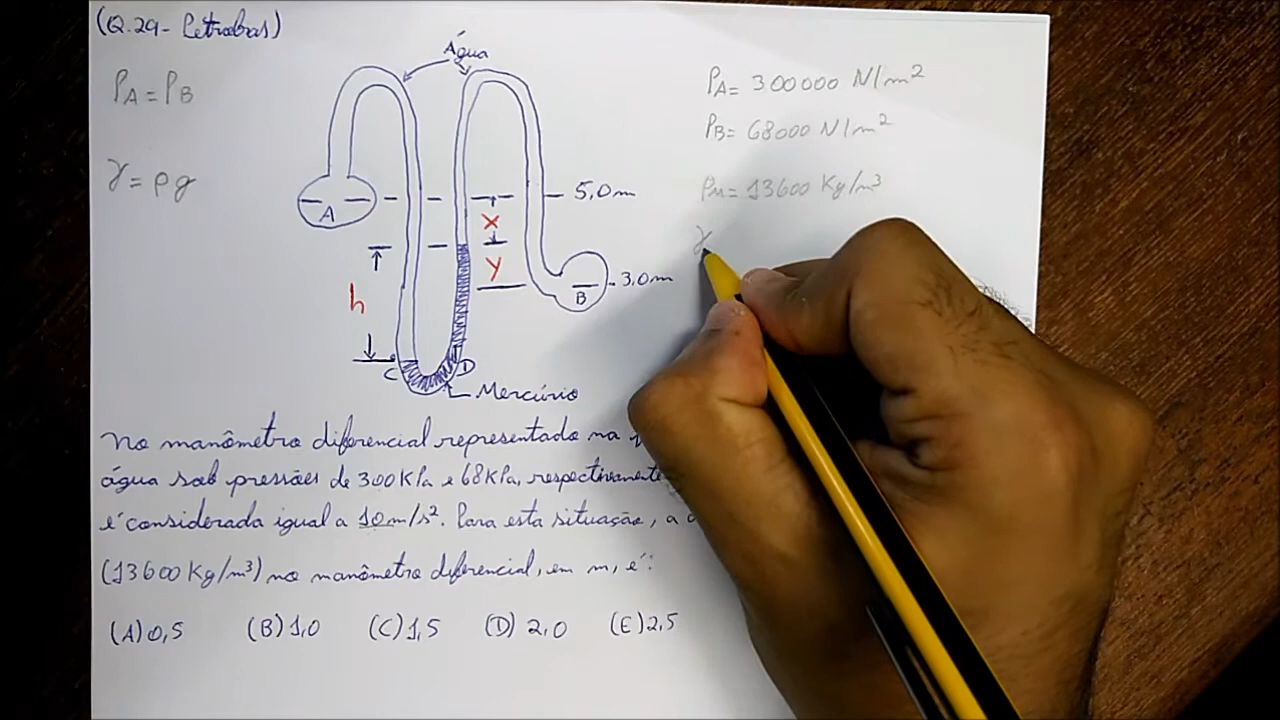 (Q.29- Petrobras)
Água
PA = PB
PA = 300000 N/m²
PB = 68000 N/m²
γ = ρg
ρM = 13600 Kg/m³
A
5,0m
x
γ
y
3,0m
B
h
C
D
Mercúrio
No manômetro diferencial representado na
água sob pressões de 300KPa e 68KPa, respectivamente
é considerada igual a 10m/s². Para esta situação, a
(13600 Kg/m³) no manômetro diferencial, em m, é:
(A) 0,5 (B) 1,0 (C) 1,5 (D) 2,0 (E) 2,5